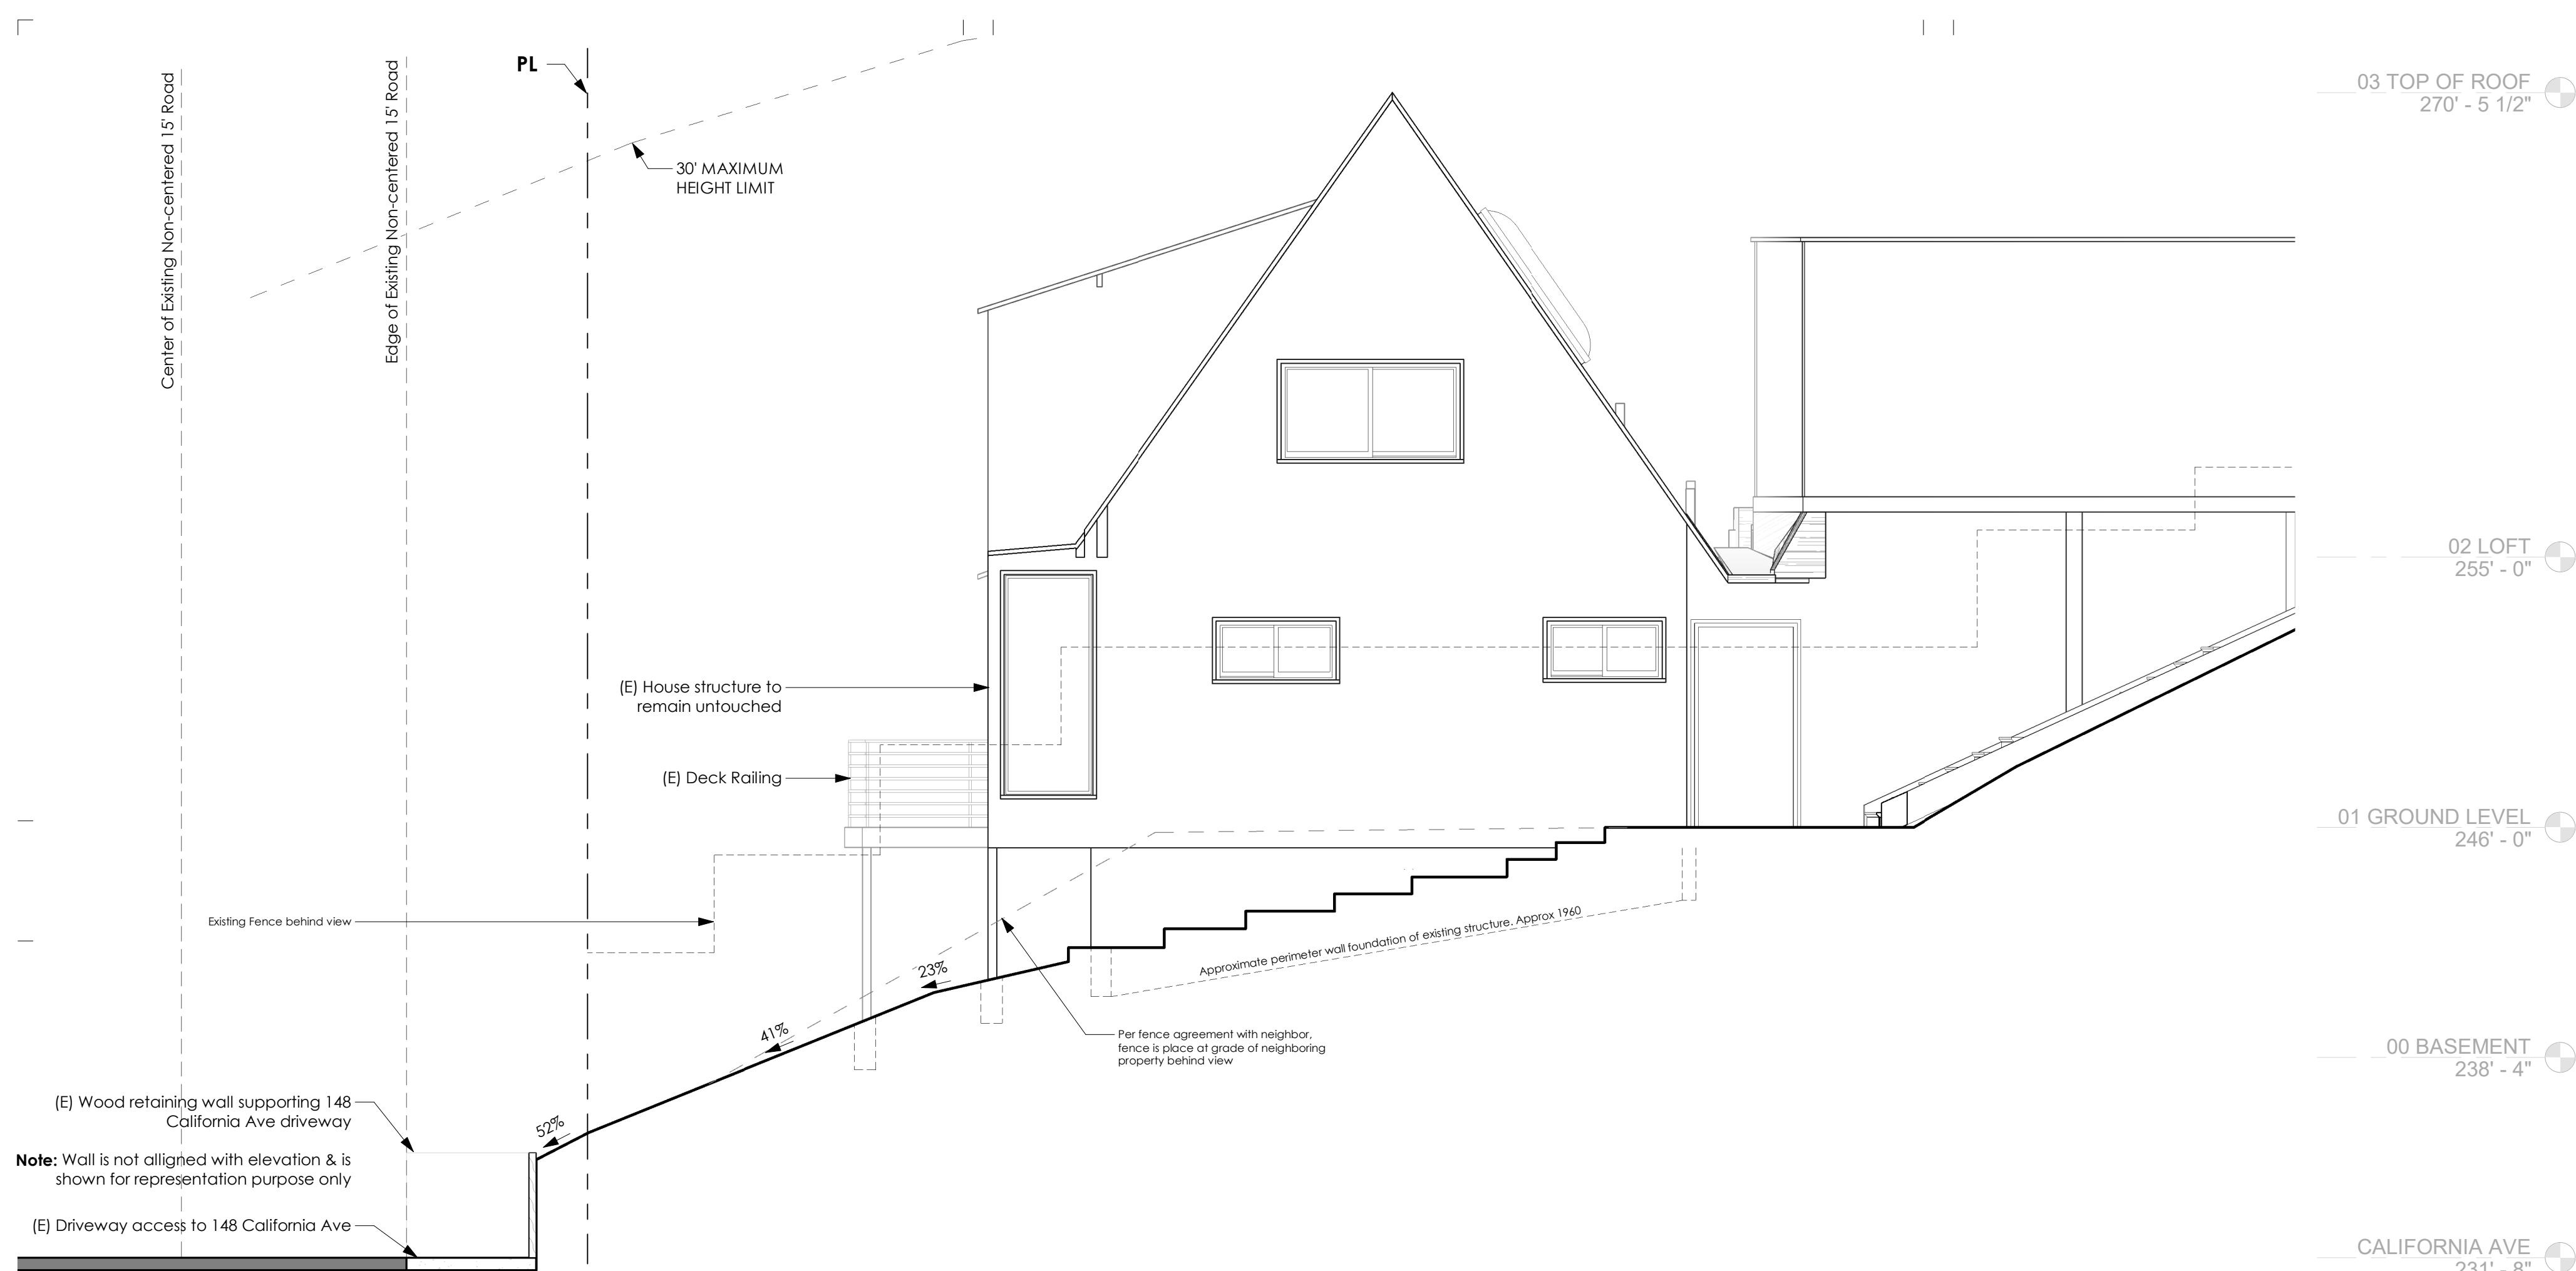 Center of Existing Non-centered 15' Road
Edge of Existing Non-centered 15' Road
PL
30' MAXIMUM
HEIGHT LIMIT
03 TOP OF ROOF
270' - 5 1/2"
02 LOFT
255' - 0"
(E) House structure to
remain untouched
(E) Deck Railing
01 GROUND LEVEL
246' - 0"
Existing Fence behind view
Approximate perimeter wall foundation of existing structure. Approx 1960
23%
41%
52%
Per fence agreement with neighbor,
fence is place at grade of neighboring
property behind view
00 BASEMENT
238' - 4"
(E) Wood retaining wall supporting 148
California Ave driveway
Note: Wall is not alligned with elevation & is
shown for representation purpose only
(E) Driveway access to 148 California Ave
CALIFORNIA AVE
231' - 8"